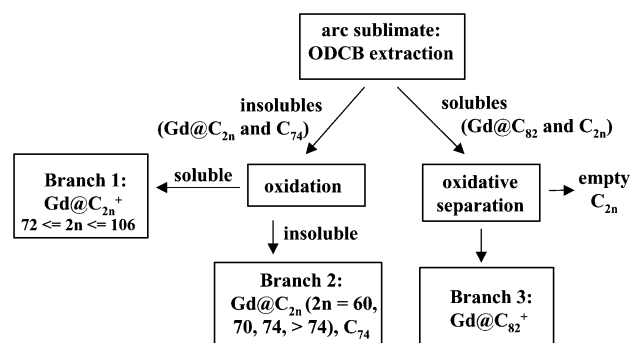 arc sublimate:
ODCB extraction
insolubles
(Gd@C₂ₙ and C₇₄)
solubles
(Gd@C₈₂ and C₂ₙ)
Branch 1:
Gd@C₂ₙ⁺
72 <= 2n <= 106
soluble
oxidation
oxidative
separation
empty
C₂ₙ
insoluble
Branch 2:
Gd@C₂ₙ (2n = 60,
70, 74, > 74), C₇₄
Branch 3:
Gd@C₈₂⁺